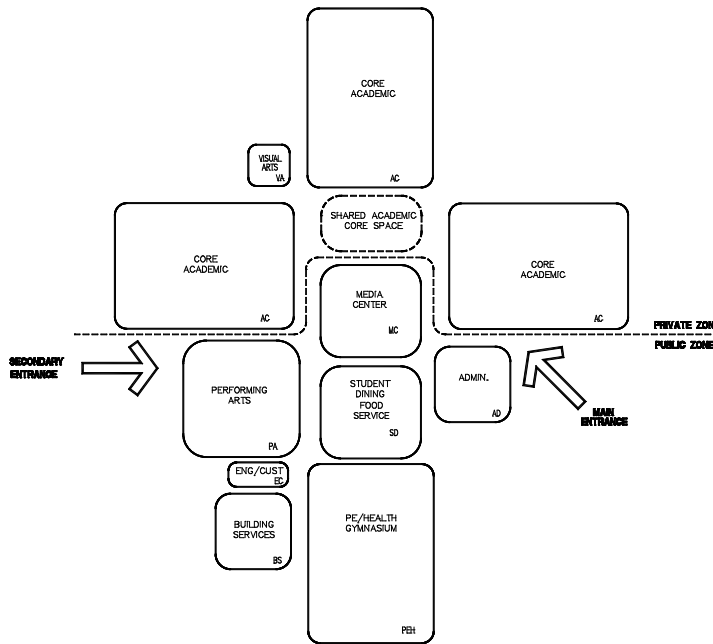 CORE
ACADEMIC
AC
VISUAL
ARTS
VA
SHARED ACADEMIC
CORE SPACE
CORE
ACADEMIC
AC
CORE
ACADEMIC
AC
MEDIA
CENTER
MC
PRIVATE ZON
PUBLIC ZONE
SECONDARY
ENTRANCE
PERFORMING
ARTS
PA
STUDENT
DINING
FOOD
SERVICE
SD
ADMIN.
AD
MAIN
ENTRANCE
ENG/CUST
EC
BUILDING
SERVICES
BS
PE/HEALTH
GYMNASIUM
PEH